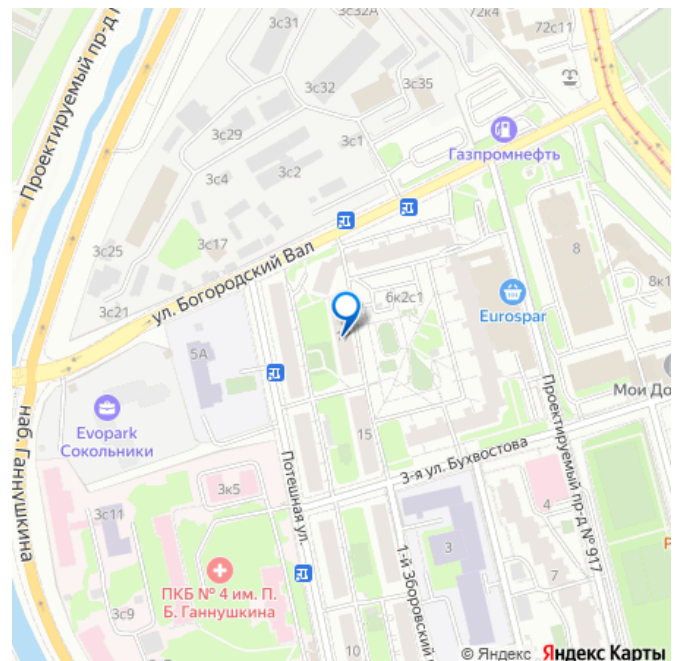 3с31
3с32А
72к4
72с11
Проектируемый пр-д
3с32
3с35
3с29
3с1
Газпромнефть
3с4
3с2
3с25
3с17
8
ул. Богородский Вал
6к2с1
8к1
Eurospar
3с21
5А
Мои До
Evopark
Сокольники
15
Проектируемый пр-д № 917
наб. Ганнушкина
3-я ул. Бухвостова
Потешная ул.
3к5
4
3с11
3
1-й Зборовский
ПКБ № 4 им. П.
Б. Ганнушкина
7
3с9
10
© Яндекс Яндекс Карты